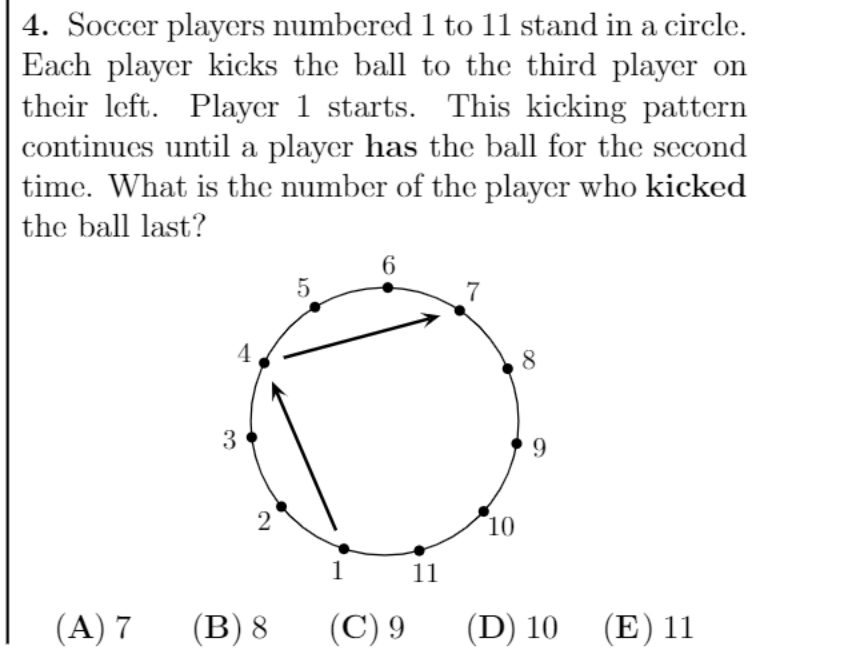 4. Soccer players numbered 1 to 11 stand in a circle.
Each player kicks the ball to the third player on
their left. Player 1 starts. This kicking pattern
continues until a player has the ball for the second
time. What is the number of the player who kicked
the ball last?
6
5
7
4
8
3
9
2
10
1
11
(A) 7 (B) 8 (C) 9 (D) 10 (E) 11